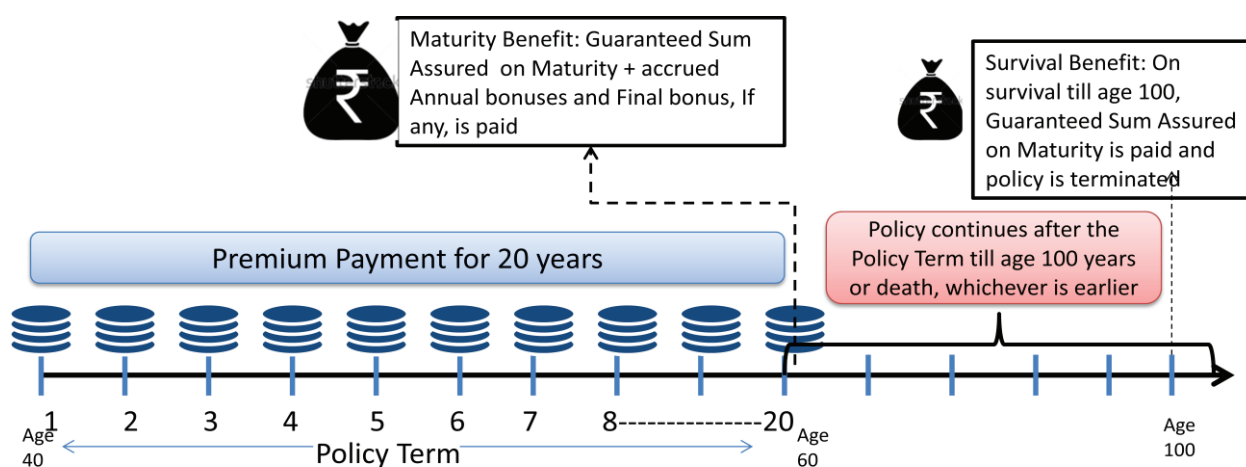 Maturity Benefit: Guaranteed Sum
Assured on Maturity + accrued
Annual bonuses and Final bonus, If
any, is paid
₹
Survival Benefit: On
survival till age 100,
Guaranteed Sum Assured
on Maturity is paid and
policy is terminated
₹
Premium Payment for 20 years
Policy continues after the
Policy Term till age 100 years
or death, whichever is earlier
1 2 3 4 5 6 7 8--------------------20
Age
40
Policy Term
Age
60
Age
100